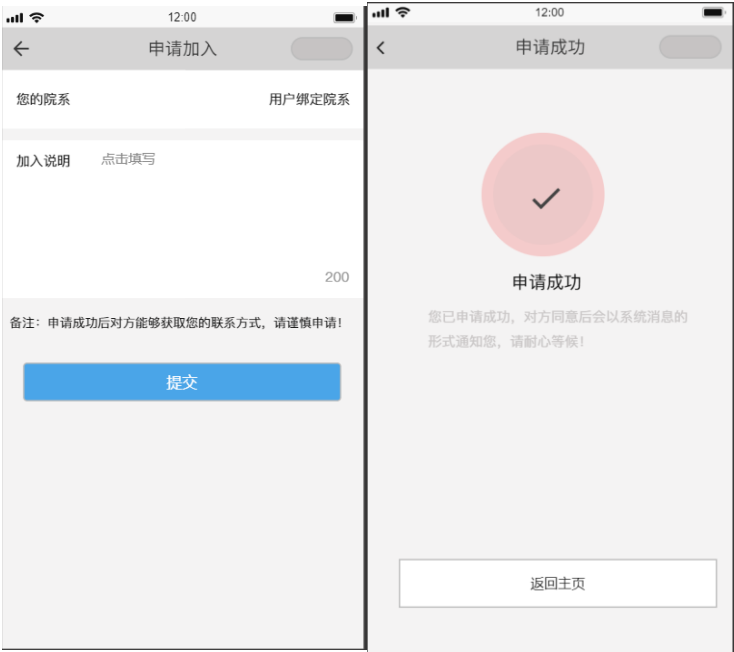 12:00
申请加入
您的院系
用户绑定院系
加入说明
点击填写
200
备注：申请成功后对方能够获取您的联系方式，请谨慎申请！
提交
12:00
申请成功
申请成功
您已申请成功，对方同意后会以系统消息的
形式通知您，请耐心等候！
返回主页